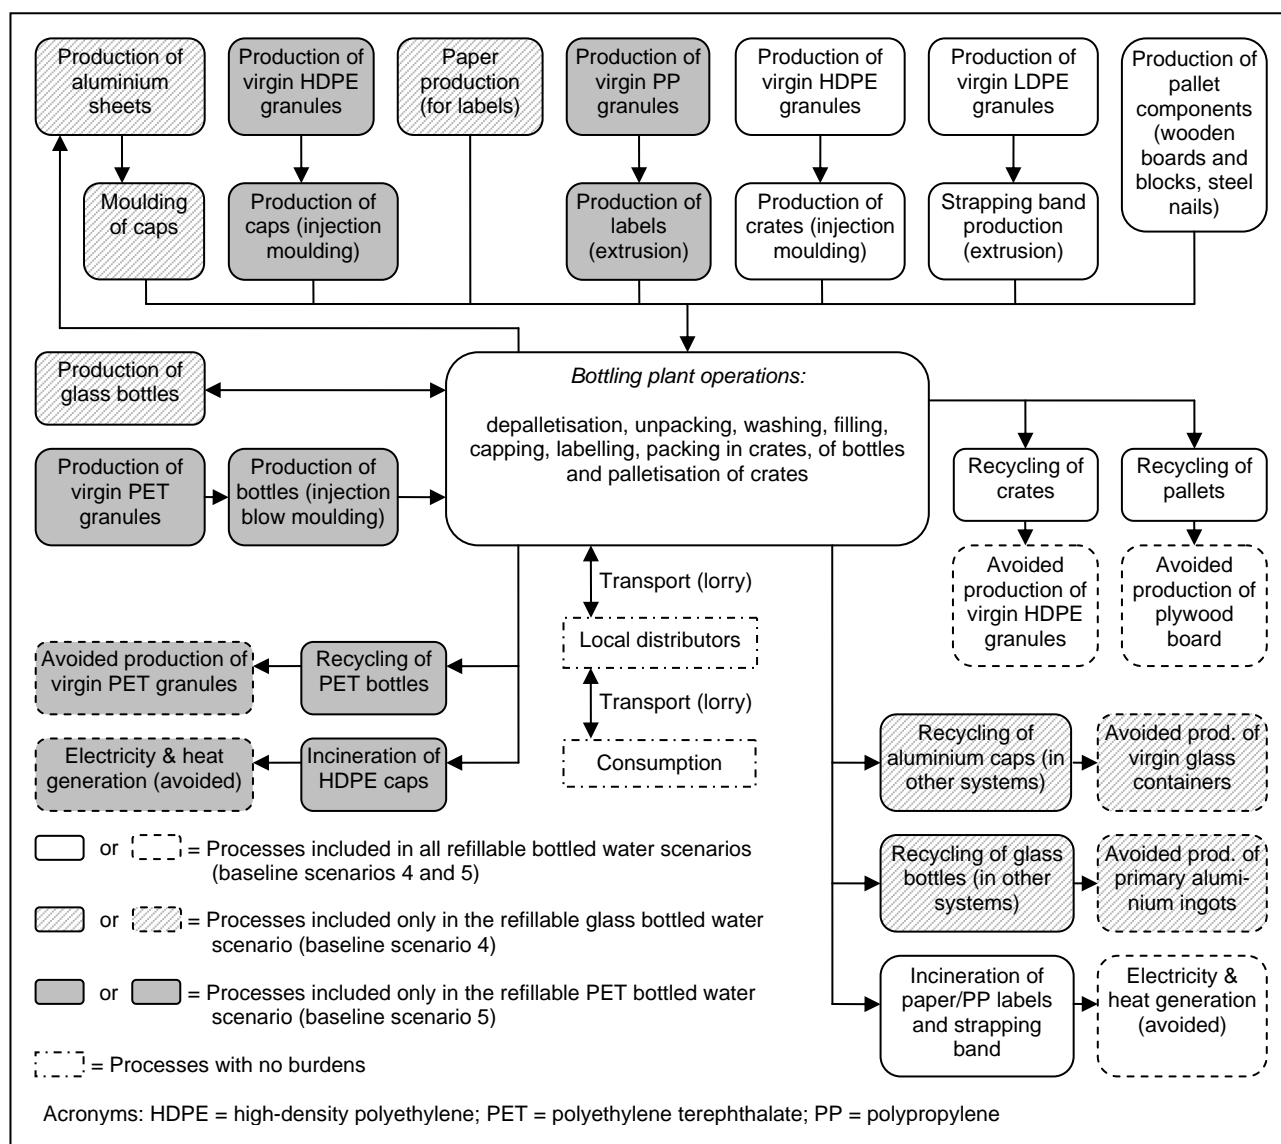 Production of
aluminium
sheets
Production of
virgin HDPE
granules
Paper
production
(for labels)
Production of
virgin PP
granules
Production of
virgin HDPE
granules
Production of
virgin LDPE
granules
Production of
pallet
components
(wooden
boards and
blocks, steel
nails)
Moulding
of caps
Production of
caps (injection
moulding)
Production of
labels
(extrusion)
Production of
crates (injection
moulding)
Strapping band
production
(extrusion)
Production of
glass bottles
Bottling plant operations:
depalletisation, unpacking, washing, filling,
capping, labelling, packing in crates, of bottles
and palletisation of crates
Production of
virgin PET
granules
Production of
bottles (injection
blow moulding)
Recycling of
crates
Recycling of
pallets
Avoided
production of
virgin HDPE
granules
Avoided
production of
plywood
board
Transport (lorry)
Local distributors
Transport (lorry)
Consumption
Avoided production of
virgin PET granules
Recycling of
PET bottles
Electricity & heat
generation (avoided)
Incineration of
HDPE caps
Recycling of
aluminium caps (in
other systems)
Avoided prod. of
virgin glass
containers
Recycling of glass
bottles (in other
systems)
Avoided prod. of
primary alumi-
nium ingots
Incineration of
paper/PP labels
and strapping
band
Electricity &
heat generation
(avoided)
or = Processes included in all refillable bottled water scenarios
(baseline scenarios 4 and 5)
or = Processes included only in the refillable glass bottled water
scenario (baseline scenario 4)
or = Processes included only in the refillable PET bottled water
scenario (baseline scenario 5)
= Processes with no burdens
Acronyms: HDPE = high-density polyethylene; PET = polyethylene terephthalate; PP = polypropylene